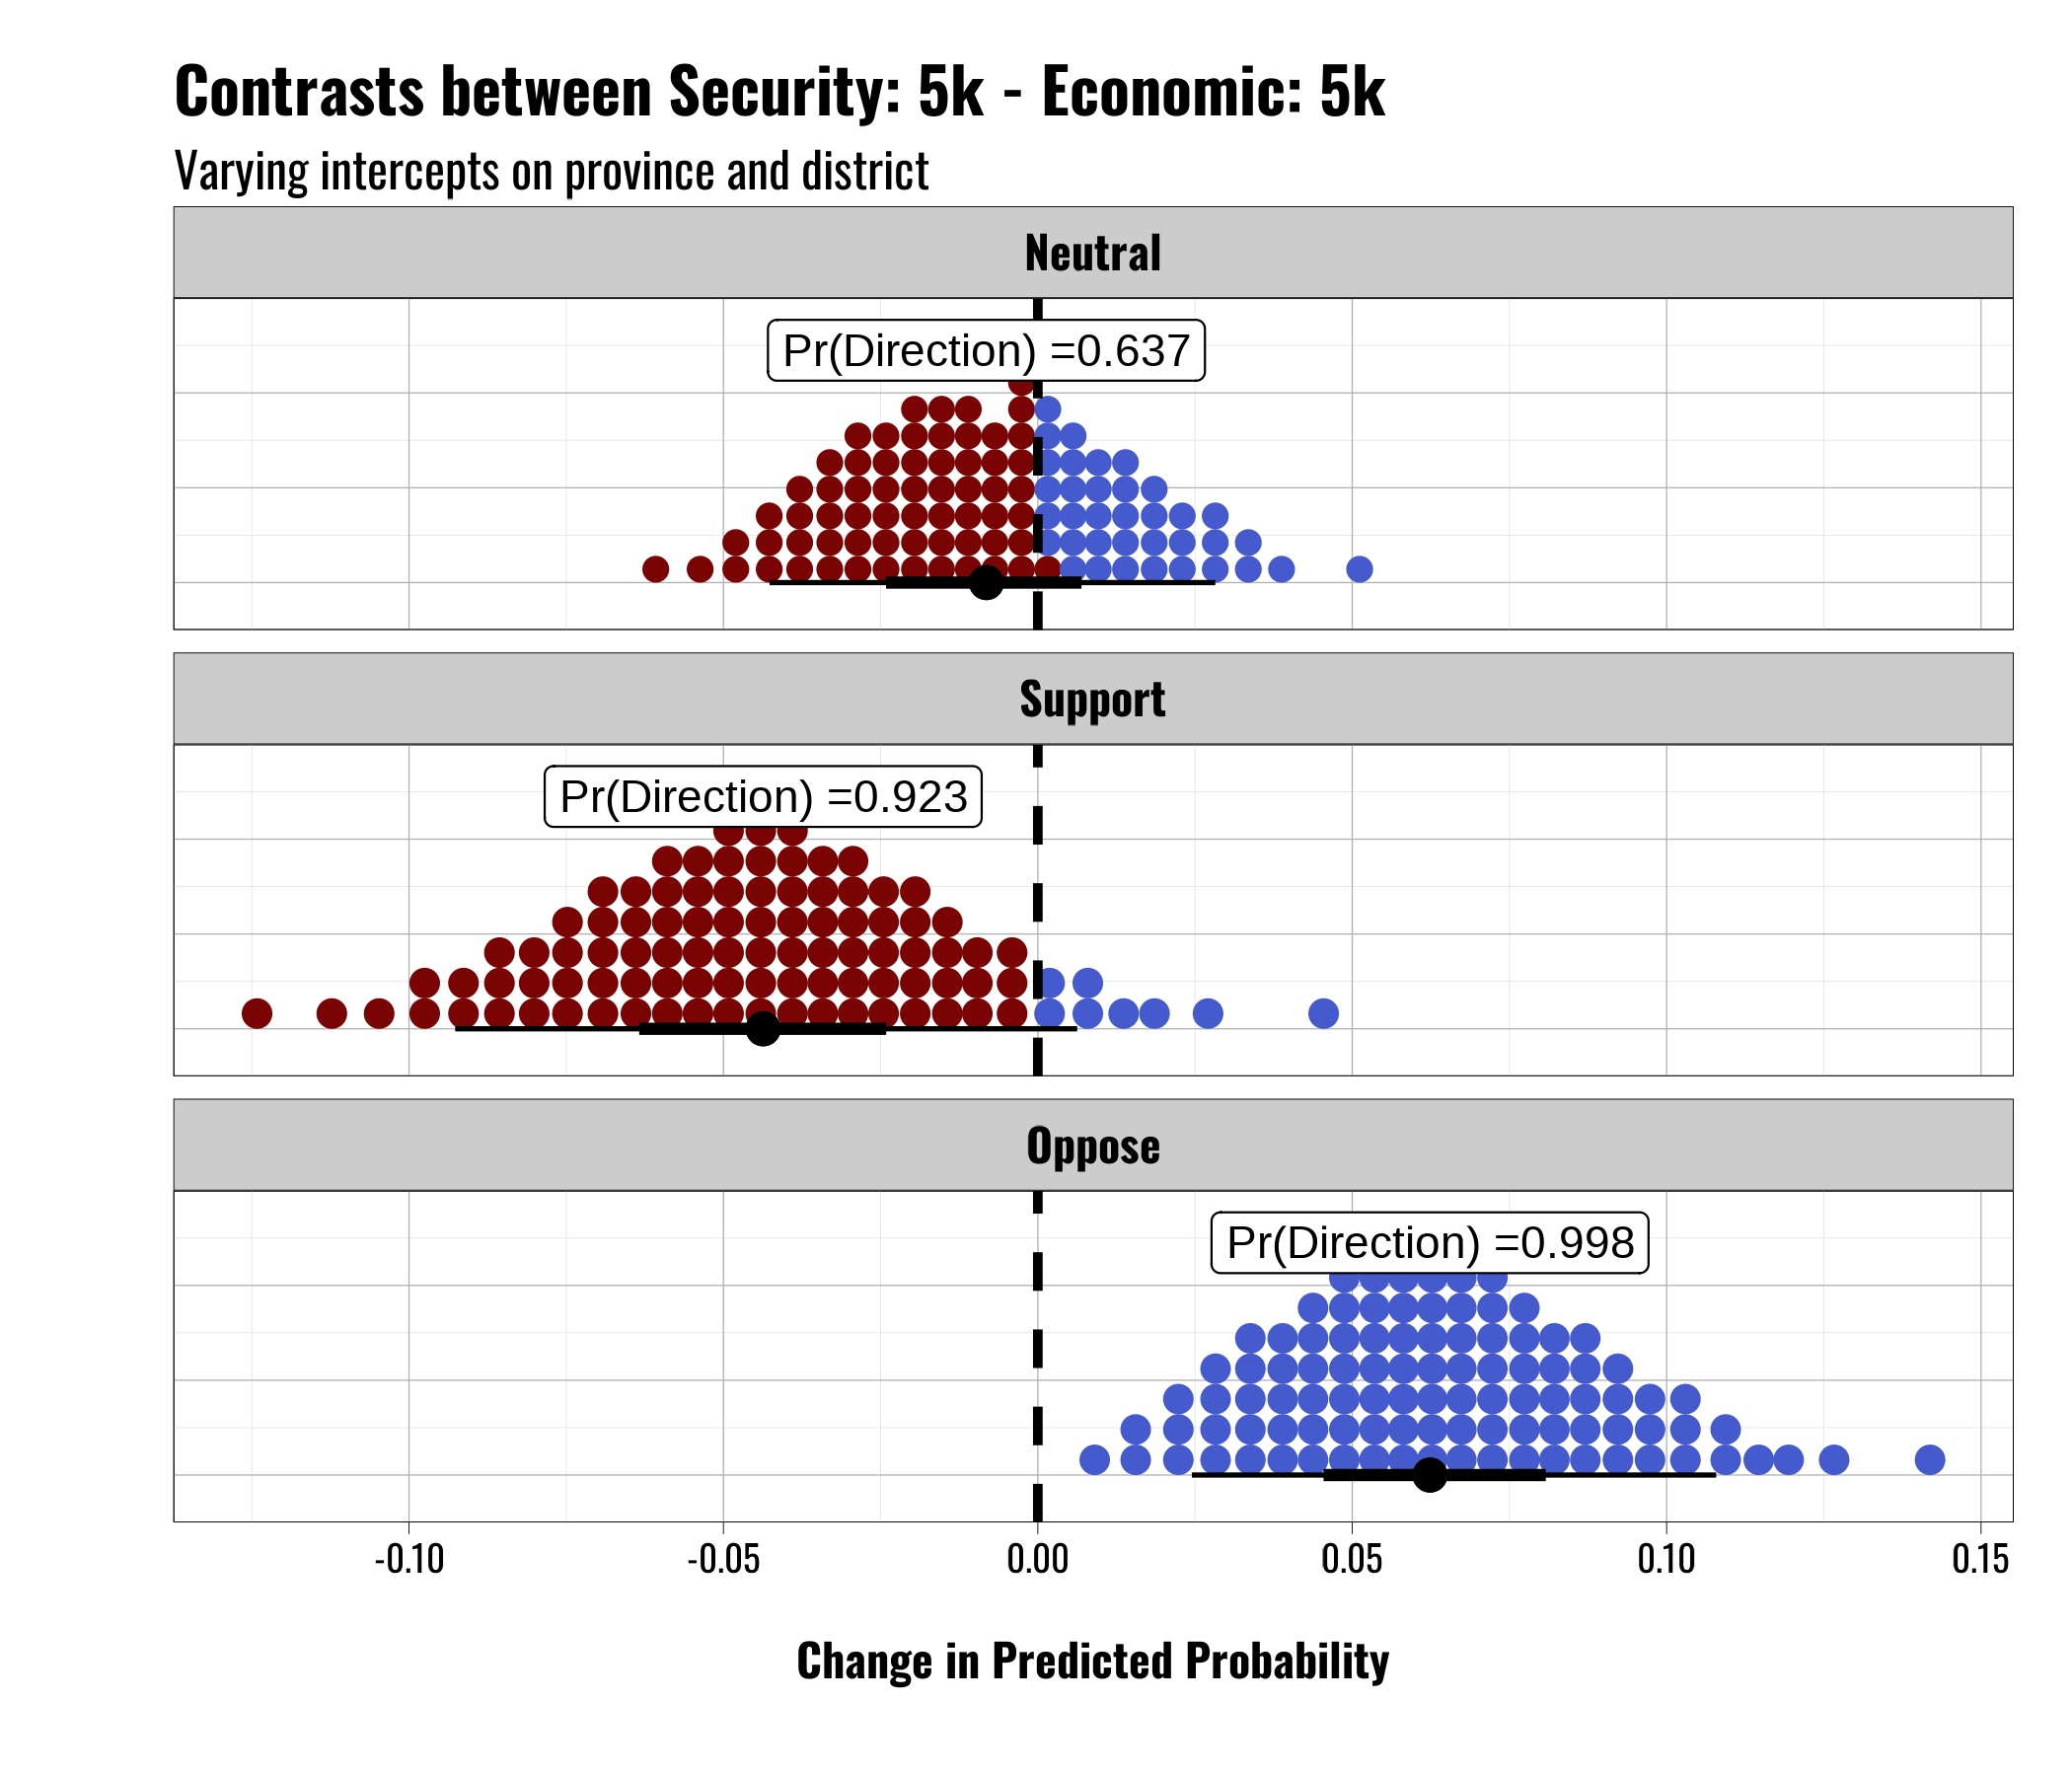 Contrasts between Security: 5k - Economic: 5k
Varying intercepts on province and district
Neutral
Pr(Direction) =0.637
Support
Pr(Direction) =0.923
Oppose
Pr(Direction) =0.998
-0.10 -0.05 0.00 0.05 0.10 0.15
Change in Predicted Probability